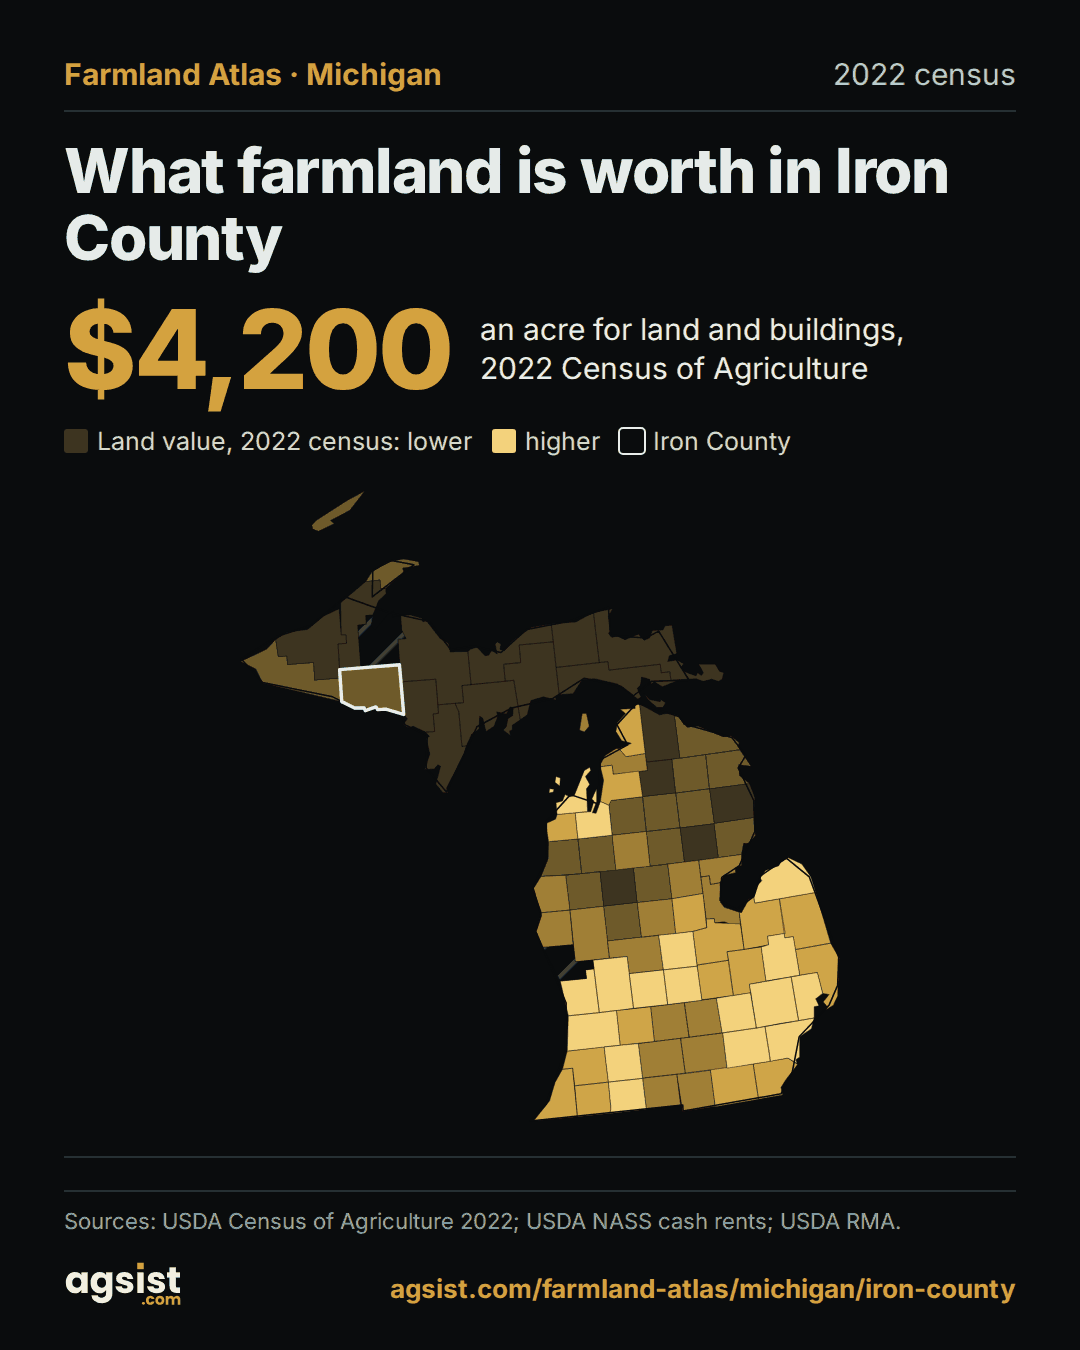 Farmland Atlas · Michigan
2022 census
What farmland is worth in Iron
County
$4,200
an acre for land and buildings,
2022 Census of Agriculture
Land value, 2022 census: lower
higher
Iron County
Sources: USDA Census of Agriculture 2022; USDA NASS cash rents; USDA RMA.
agsist
.com
agsist.com/farmland-atlas/michigan/iron-county